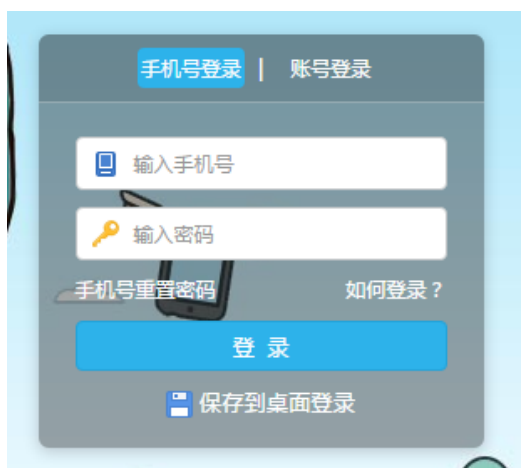 手机号登录 | 账号登录
输入手机号
输入密码
手机号重置密码 如何登录？
登 录
保存到桌面登录